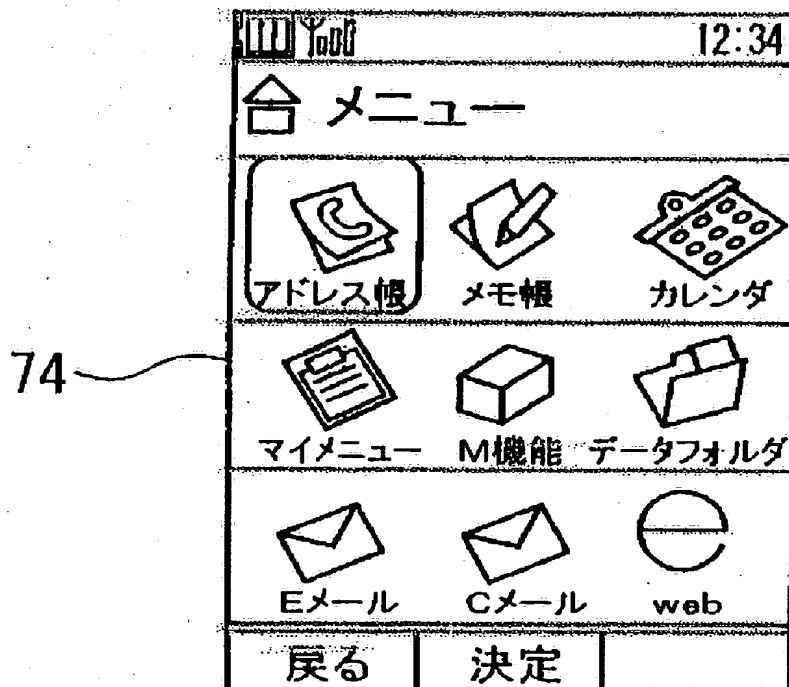 12:34
メニュー
アドレス帳 メモ帳 カレンダ
74
マイメニュー M機能 データフォルダ
Eメール Cメール web
戻る 決定